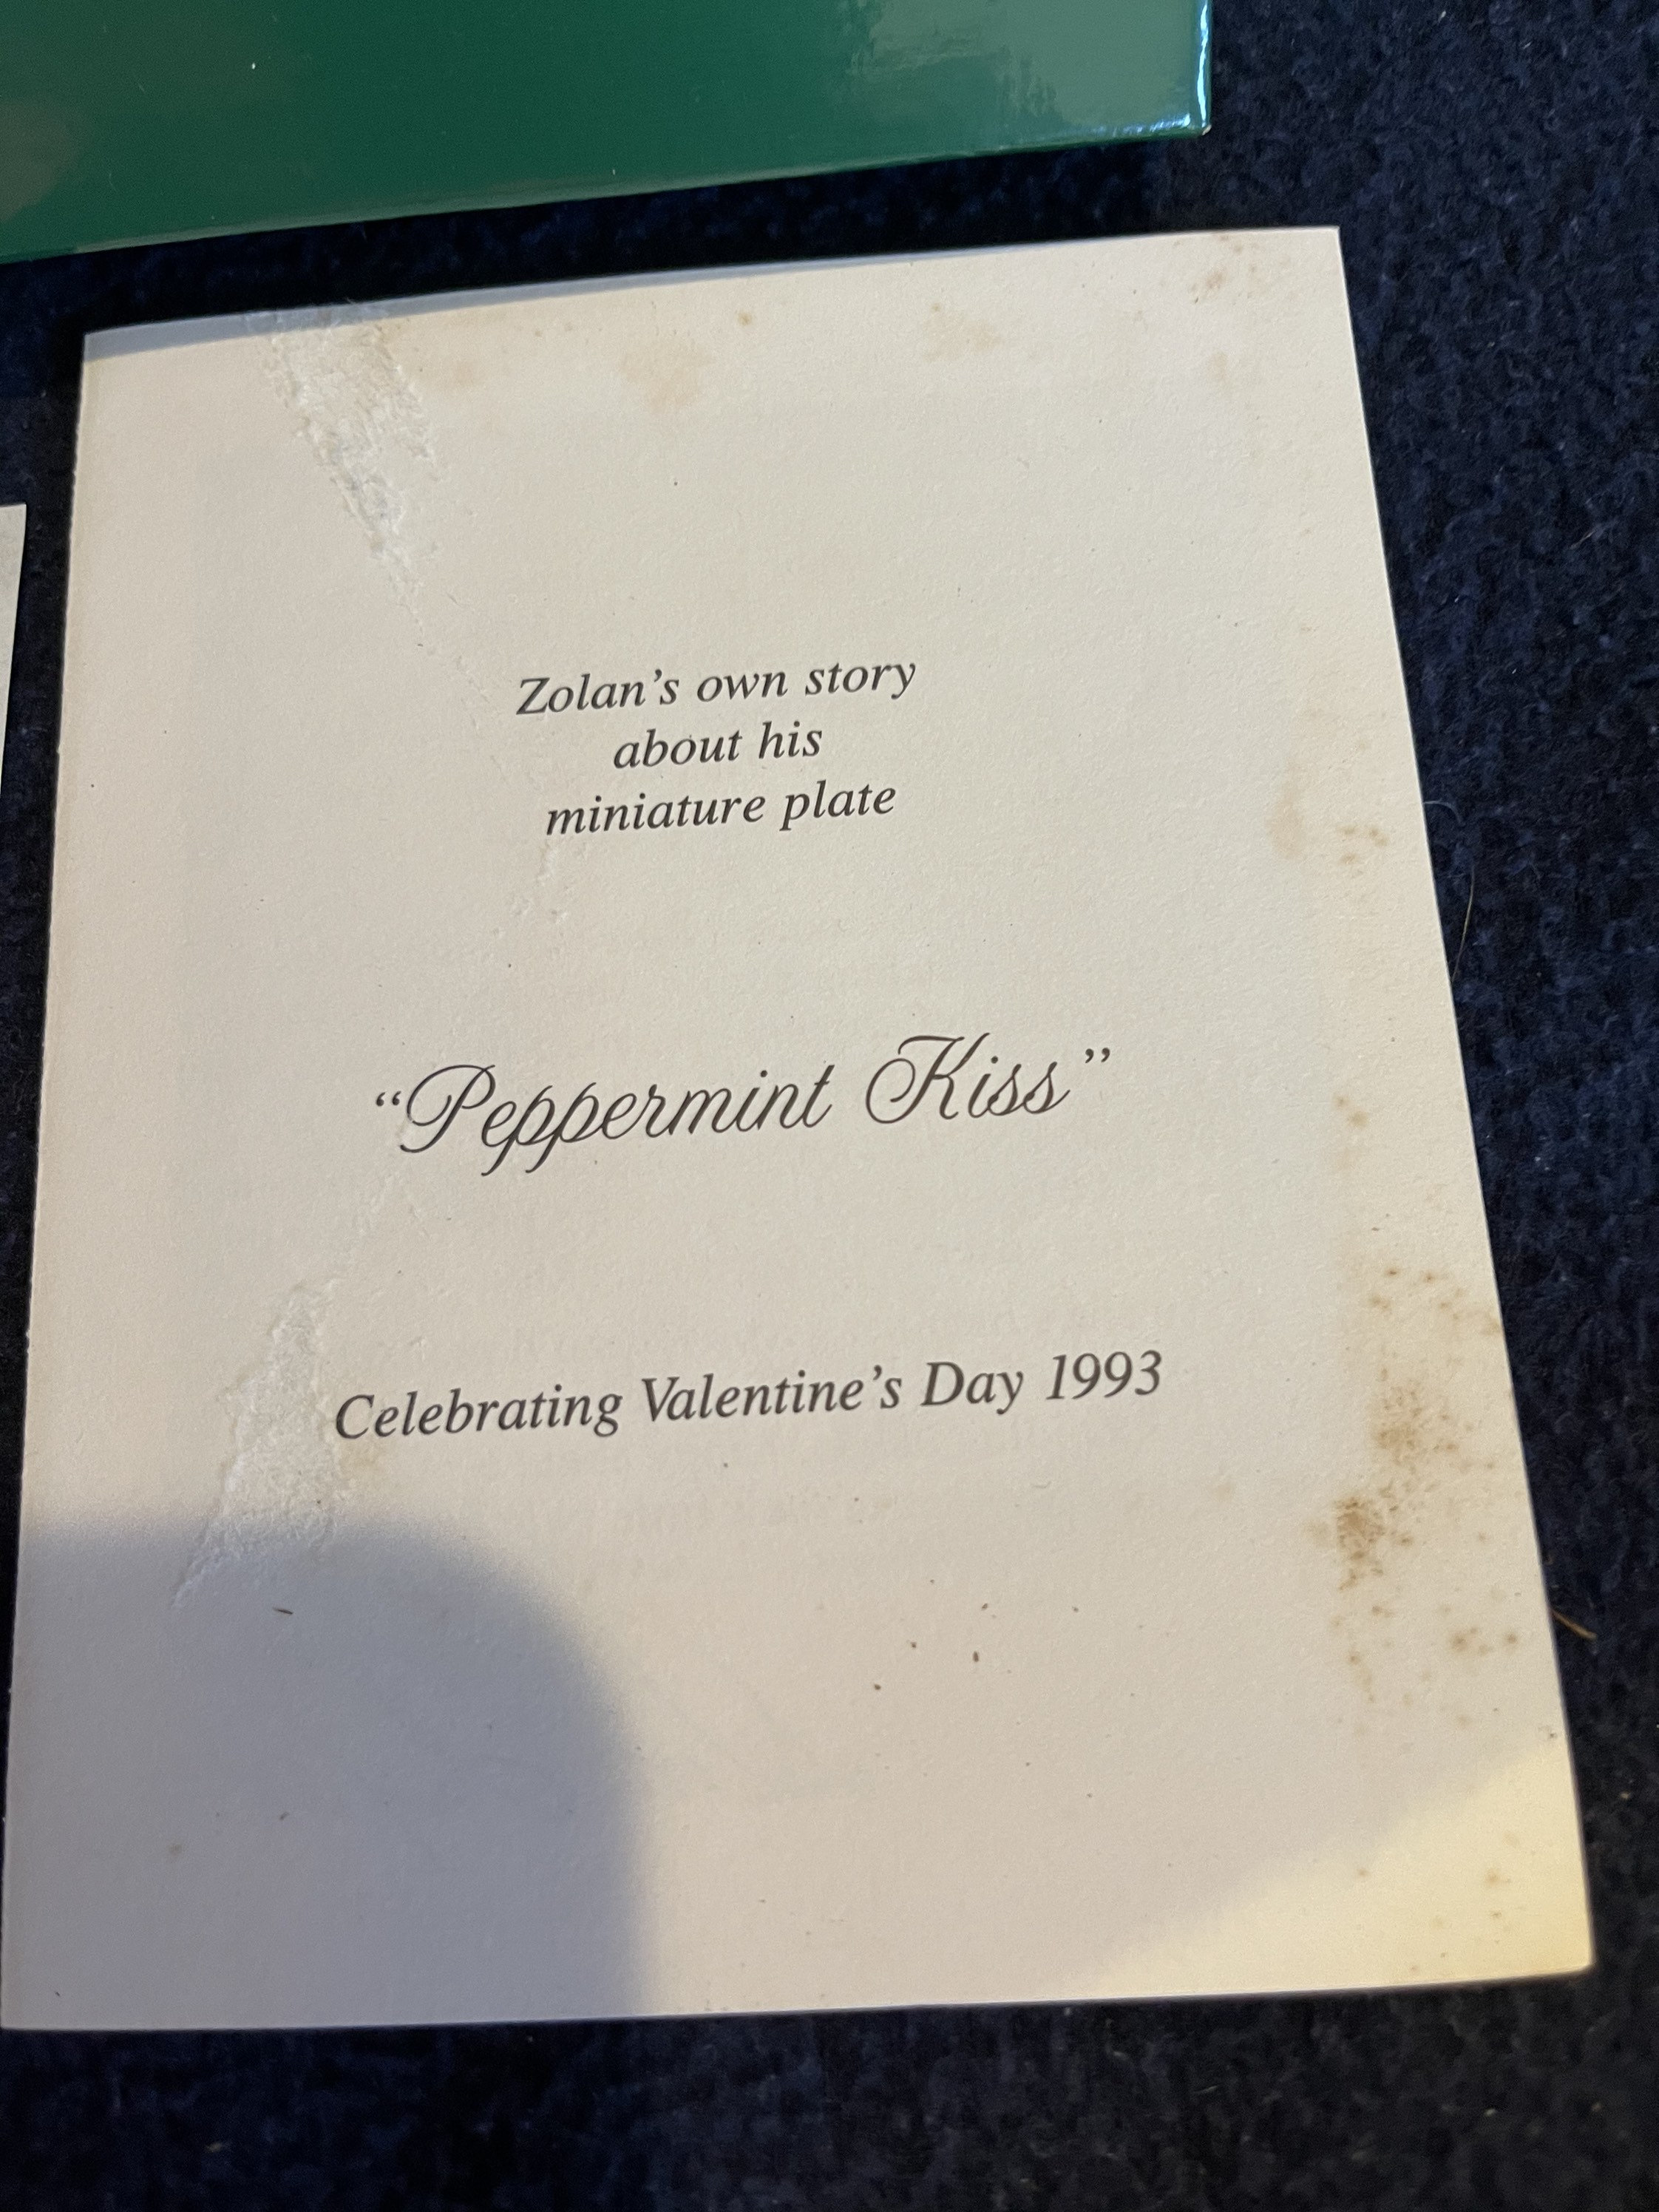 Zolan’s own story
about his
miniature plate
“Peppermint Kiss”
Celebrating Valentine’s Day 1993